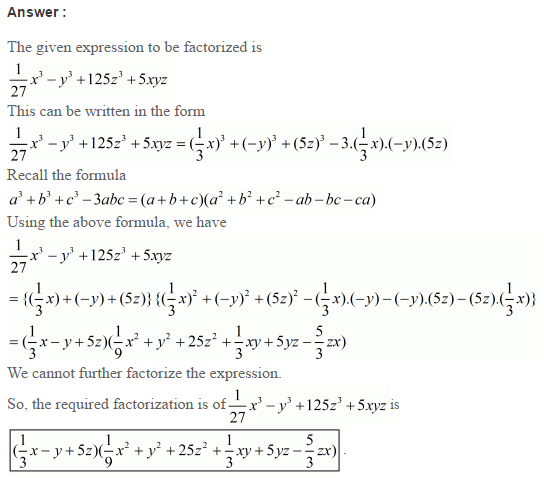 Answer :
The given expression to be factorized is
1/27 x³ − y³ + 125z³ + 5xyz
This can be written in the form
1/27 x³ − y³ + 125z³ + 5xyz = (1/3 x)³ + (−y)³ + (5z)³ − 3.(1/3 x).(−y).(5z)
Recall the formula
a³ + b³ + c³ − 3abc = (a + b + c)(a² + b² + c² − ab − bc − ca)
Using the above formula, we have
1/27 x³ − y³ + 125z³ + 5xyz
= {(1/3 x) + (−y) + (5z)} {(1/3 x)² + (−y)² + (5z)² − (1/3 x).(−y) − (−y).(5z) − (5z).(1/3 x)}
= (1/3 x − y + 5z)(1/9 x² + y² + 25z² + 1/3 xy + 5yz − 5/3 zx)
We cannot further factorize the expression.
So, the required factorization is of 1/27 x³ − y³ + 125z³ + 5xyz is
(1/3 x − y + 5z)(1/9 x² + y² + 25z² + 1/3 xy + 5yz − 5/3 zx) .